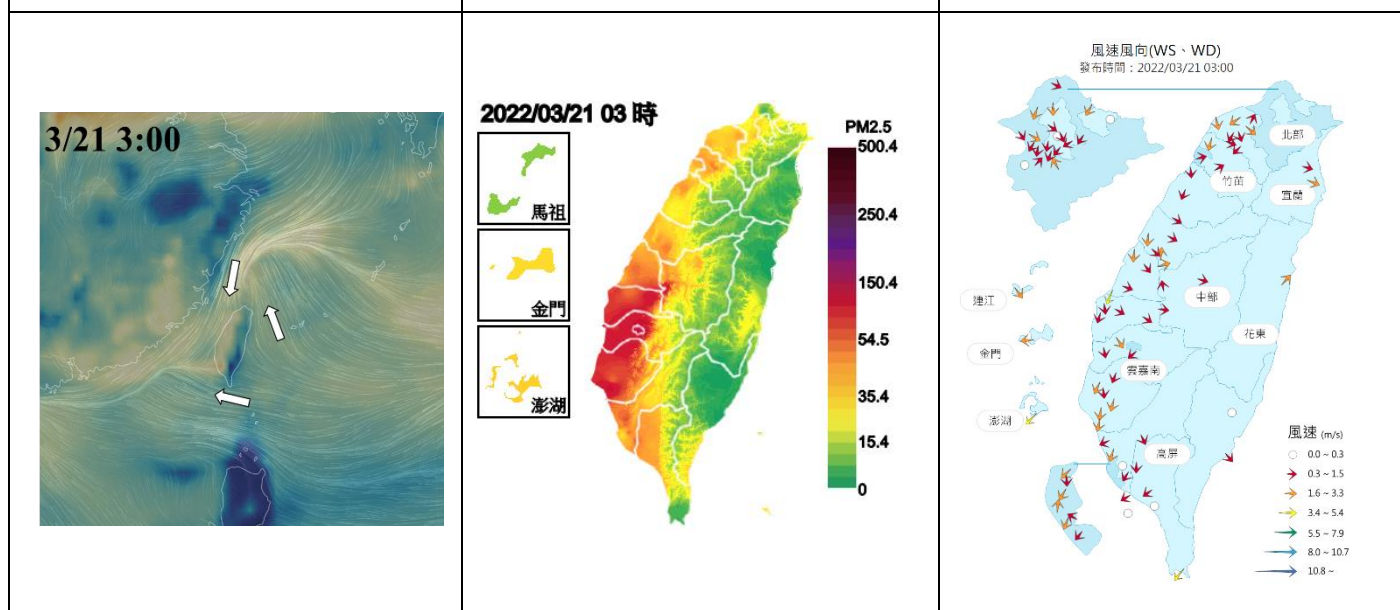 3/21 3:00
2022/03/21 03 時
馬祖
金門
澎湖
PM2.5
500.4
250.4
150.4
54.5
35.4
15.4
0
風速風向(WS、WD)
發布時間：2022/03/21 03:00
北部
竹苗
宜蘭
連江
中部
花東
金門
雲嘉南
澎湖
高屏
風速 (m/s)
0.0 ~ 0.3
0.3 ~ 1.5
1.6 ~ 3.3
3.4 ~ 5.4
5.5 ~ 7.9
8.0 ~ 10.7
10.8 ~